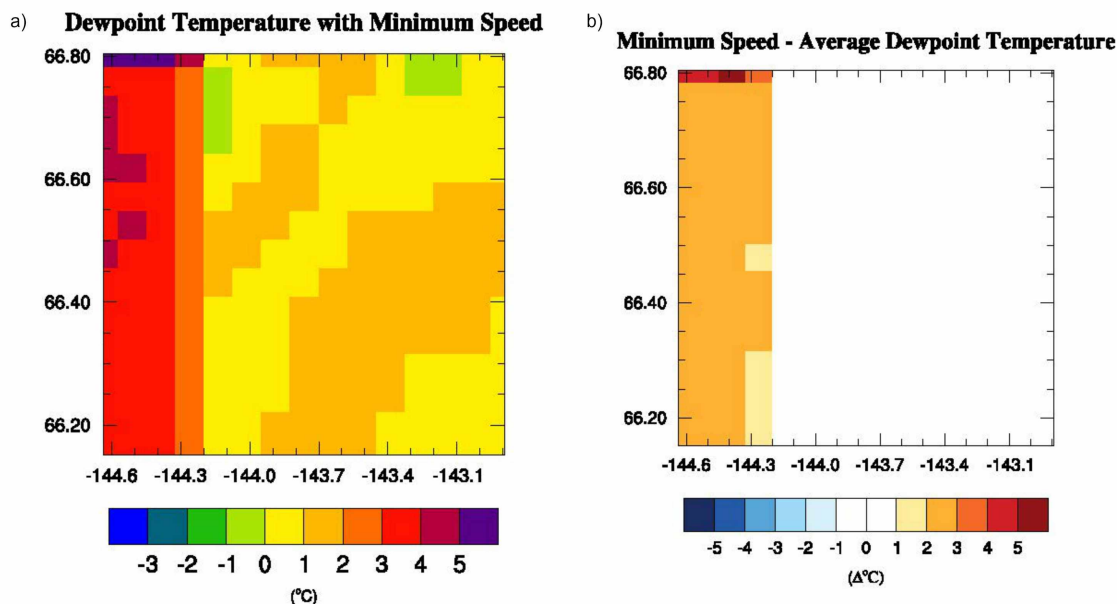 a)
Dewpoint Temperature with Minimum Speed
66.80
66.60
66.40
66.20
-144.6 -144.3 -144.0 -143.7 -143.4 -143.1
-3 -2 -1 0 1 2 3 4 5
(°C)
b)
Minimum Speed - Average Dewpoint Temperature
66.80
66.60
66.40
66.20
-144.6 -144.3 -144.0 -143.7 -143.4 -143.1
-5 -4 -3 -2 -1 0 1 2 3 4 5
(Δ°C)